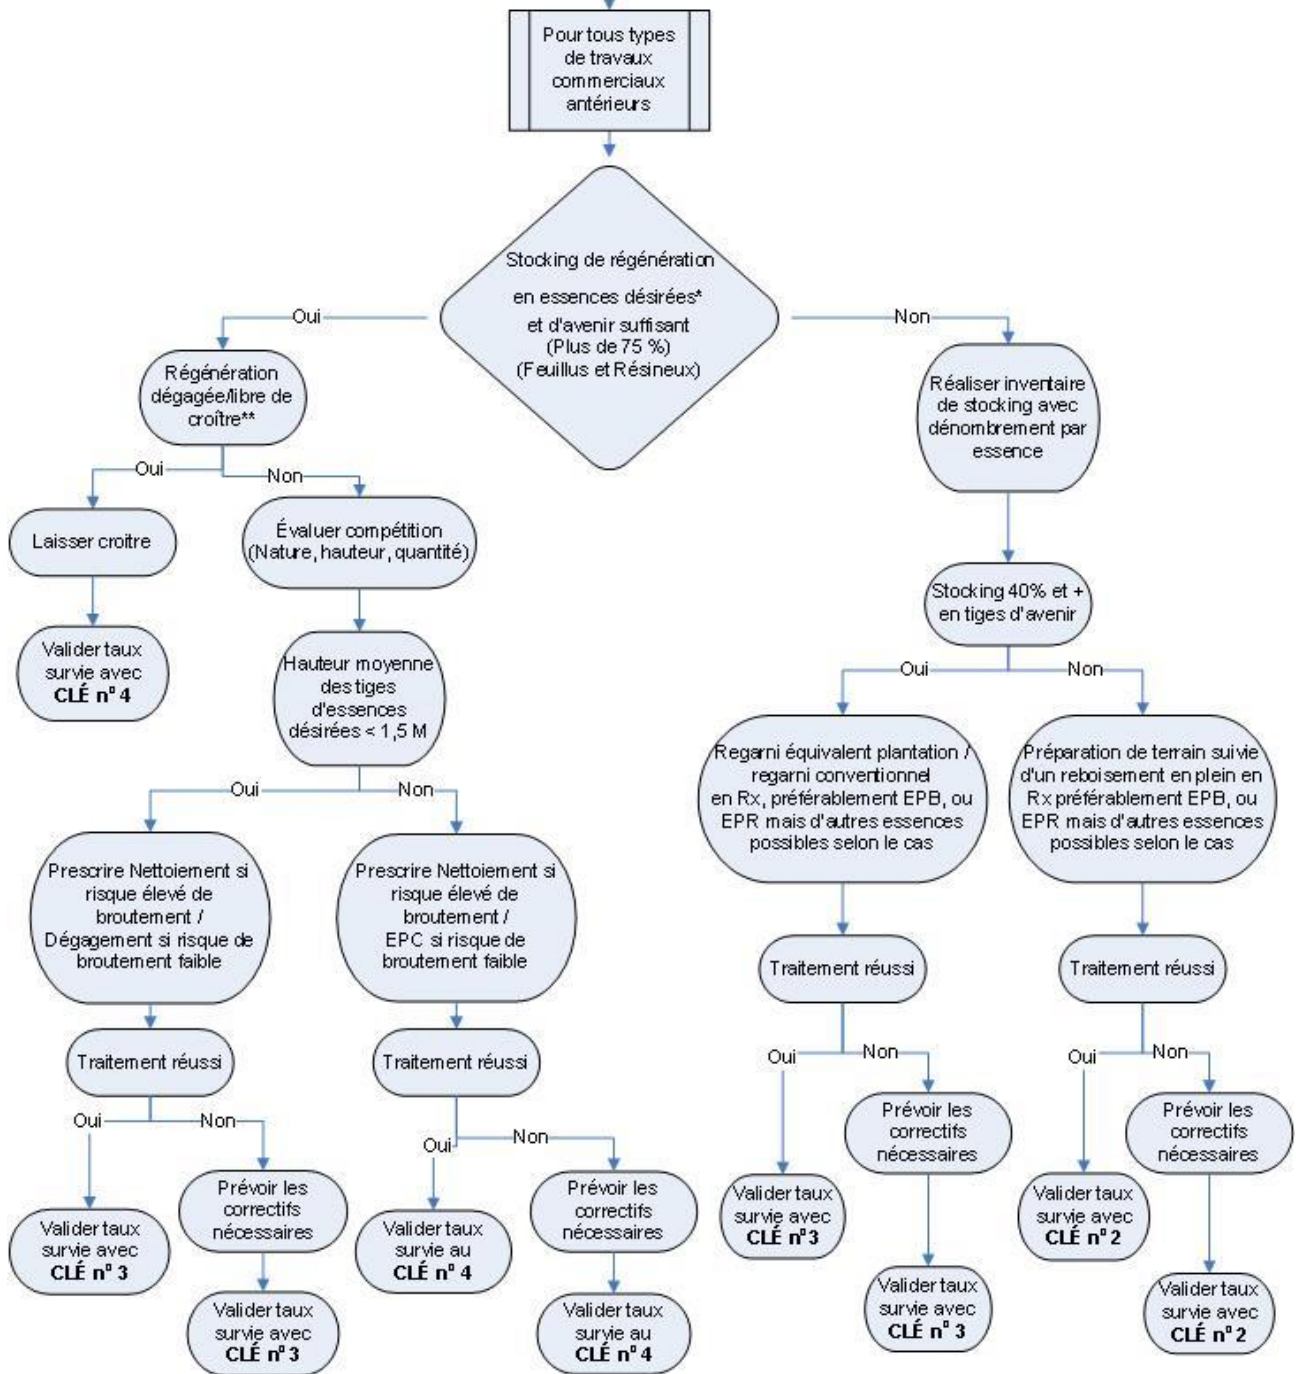 Pour tous types
de travaux
commerciaux
antérieurs
Stocking de régénération
en essences désirées*
et d'avenir suffisant
(Plus de 75 %)
(Feuillus et Résineux)
Oui
Non
Régénération
dégagée/libre de
croître**
Réaliser inventaire
de stocking avec
dénombrement par
essence
Oui
Non
Laisser croitre
Évaluer compétition
(Nature, hauteur, quantité)
Stocking 40% et +
en tiges d'avenir
Valider taux
survie avec
CLÉ n° 4
Hauteur moyenne
des tiges
d'essences
désirées < 1,5 M
Oui
Non
Regarni équivalent plantation /
regarni conventionnel
en Rx, préférablement EPB, ou
EPR mais d'autres essences
possibles selon le cas
Préparation de terrain suivie
d'un reboisement en plein en
Rx préférablement EPB, ou
EPR mais d'autres essences
possibles selon le cas
Oui
Non
Prescrire Nettoiement si
risque élevé de
broutement /
Dégagement si risque de
broutement faible
Prescrire Nettoiement si
risque élevé de
broutement /
EPC si risque de
broutement faible
Traitement réussi
Traitement réussi
Traitement réussi
Traitement réussi
Oui
Non
Oui
Non
Oui
Non
Oui
Non
Prévoir les
correctifs
nécessaires
Prévoir les
correctifs
nécessaires
Valider taux
survie avec
CLÉ n° 3
Prévoir les
correctifs
nécessaires
Valider taux
survie au
CLÉ n° 4
Prévoir les
correctifs
nécessaires
Valider taux
survie avec
CLÉ n° 3
Valider taux
survie avec
CLÉ n° 2
Valider taux
survie avec
CLÉ n° 3
Valider taux
survie au
CLÉ n° 4
Valider taux
survie avec
CLÉ n° 3
Valider taux
survie avec
CLÉ n° 2